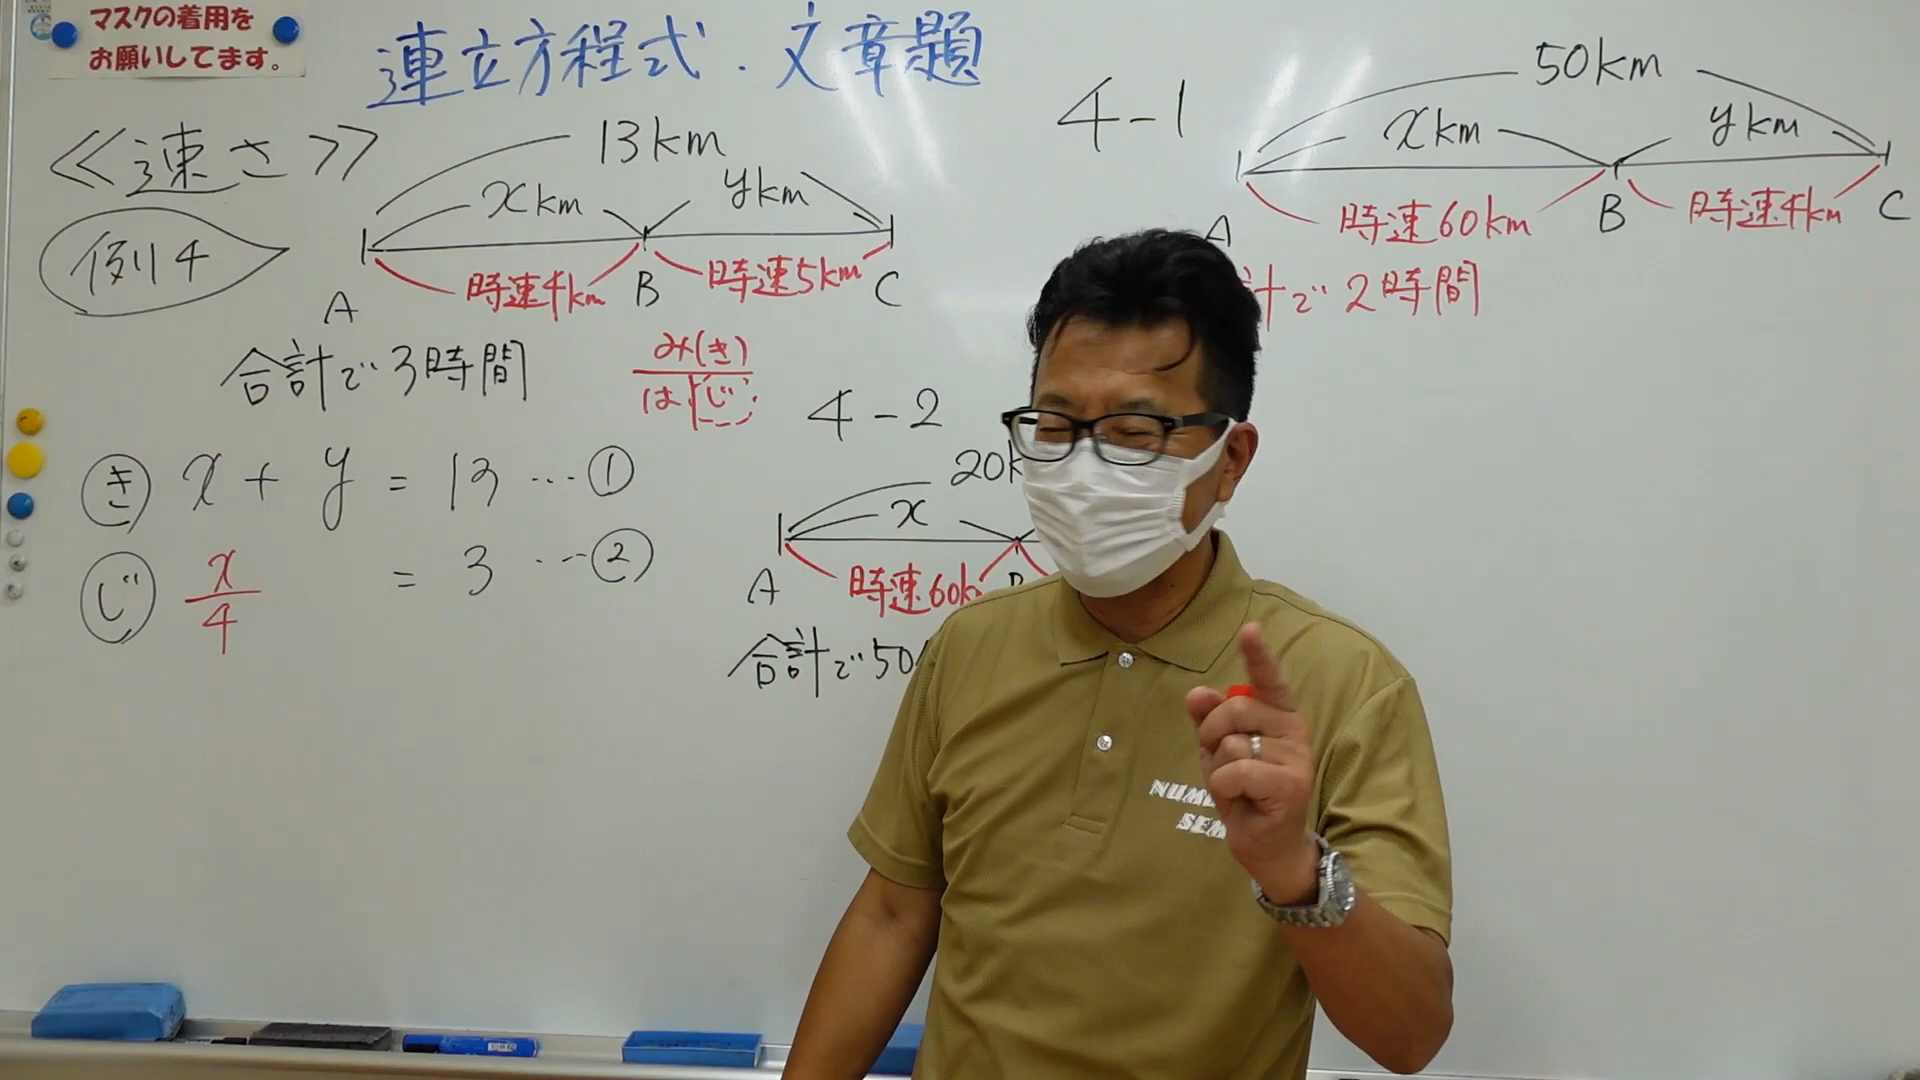 マスクの着用を
お願いしてます。
連立方程式・文章題
≪速さ≫
例4
13km
xkm
ykm
時速4km
時速5km
A
B
C
合計で3時間
み(き)
は じ
き x + y = 13 … ①
じ x/4 = 3 … ②
4-1
50km
xkm
ykm
時速60km
時速4km
A
B
C
計で2時間
4-2
20k
x
時速60k
A
合計で50
NUM
SEM